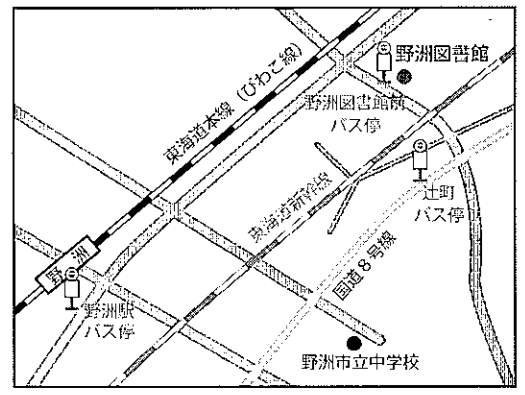 野洲図書館
野洲図書館前
バス停
東海道本線(びわこ線)
辻町
バス停
東海道新幹線
国道8号線
野洲
野洲駅
バス停
野洲市立中学校